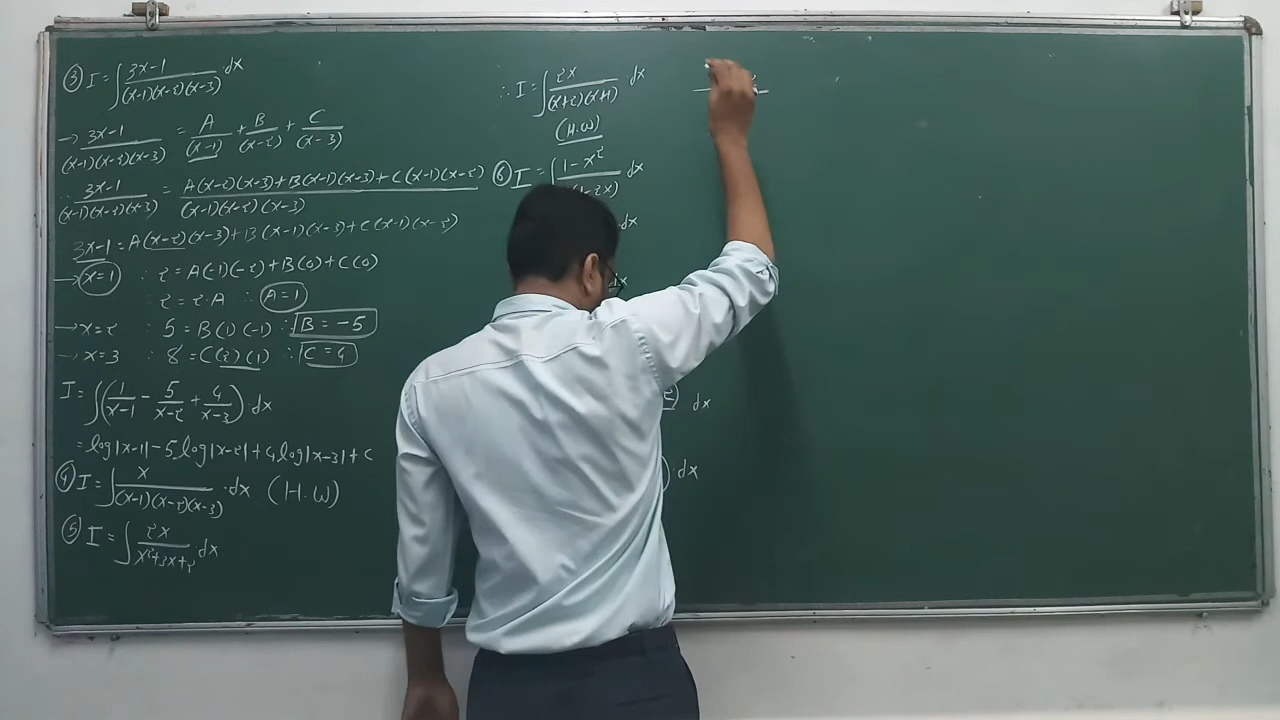 ③ I = ∫ 3x-1 / (x-1)(x-2)(x-3) · dx
→ 3x-1 / (x-1)(x-2)(x-3) = A / (x-1) + B / (x-2) + C / (x-3)
∴ 3x-1 / (x-1)(x-2)(x-3) = A(x-2)(x-3)+B(x-1)(x-3)+C(x-1)(x-2) / (x-1)(x-2)(x-3)
3x-1 = A(x-2)(x-3)+B(x-1)(x-3)+C(x-1)(x-2)
→ x=1 ∴ 2 = A(-1)(-2)+B(0)+C(0)
∴ 2 = 2·A ∴ A=1
→ x=2 ∴ 5 = B(1)(-1) ∴ B = -5
→ x=3 ∴ 8 = C(2)(1) ∴ C = 4
I = ∫ ( 1 / x-1 - 5 / x-2 + 4 / x-3 ) · dx
= log|x-1| - 5 log|x-2| + 4 log|x-3| + C
④ I = ∫ x / (x-1)(x-2)(x-3) · dx (H.W)
⑤ I = ∫ 2x / x²+3x+2 dx
∴ I = ∫ 2x / (x+2)(x+1) · dx
(H.W)
⑥ I = ∫ 1-x² / (1-2x) dx
dx
x
dx
) · dx